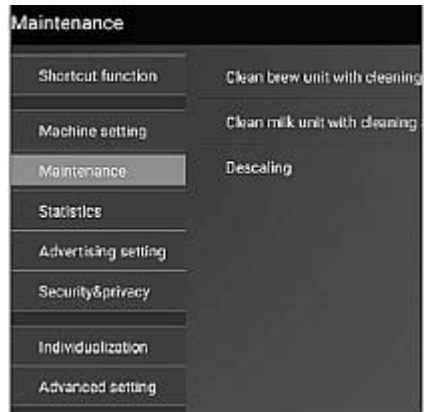 Maintenance
Shortcut function
Machine setting
Maintenance
Statistics
Advertising setting
Security&privacy
Individualization
Advanced setting
Clean brew unit with cleaning
Clean milk unit with cleaning
Descaling